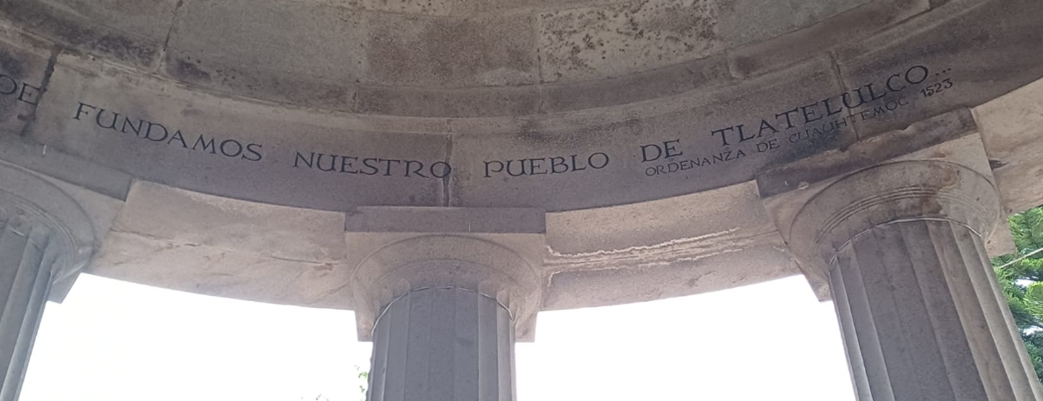 DE FUNDAMOS NUESTRO PUEBLO DE TLATELULCO...
ORDENANZA DE CUAUHTEMOC 1523